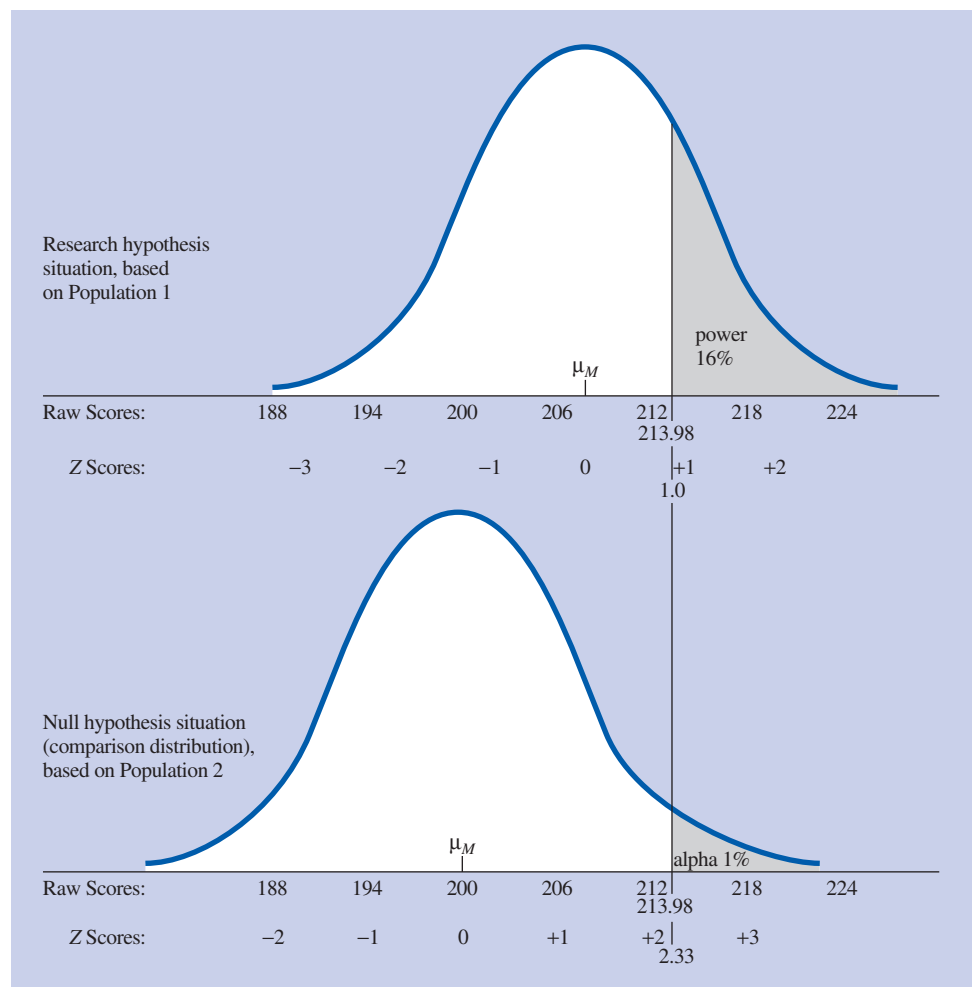 Research hypothesis
situation, based
on Population 1
power
16%
μM
Raw Scores: 188 194 200 206 212 218 224
213.98
Z Scores: −3 −2 −1 0 +1 +2
1.0
Null hypothesis situation
(comparison distribution),
based on Population 2
μM
alpha 1%
Raw Scores: 188 194 200 206 212 218 224
213.98
Z Scores: −2 −1 0 +1 +2 +3
2.33